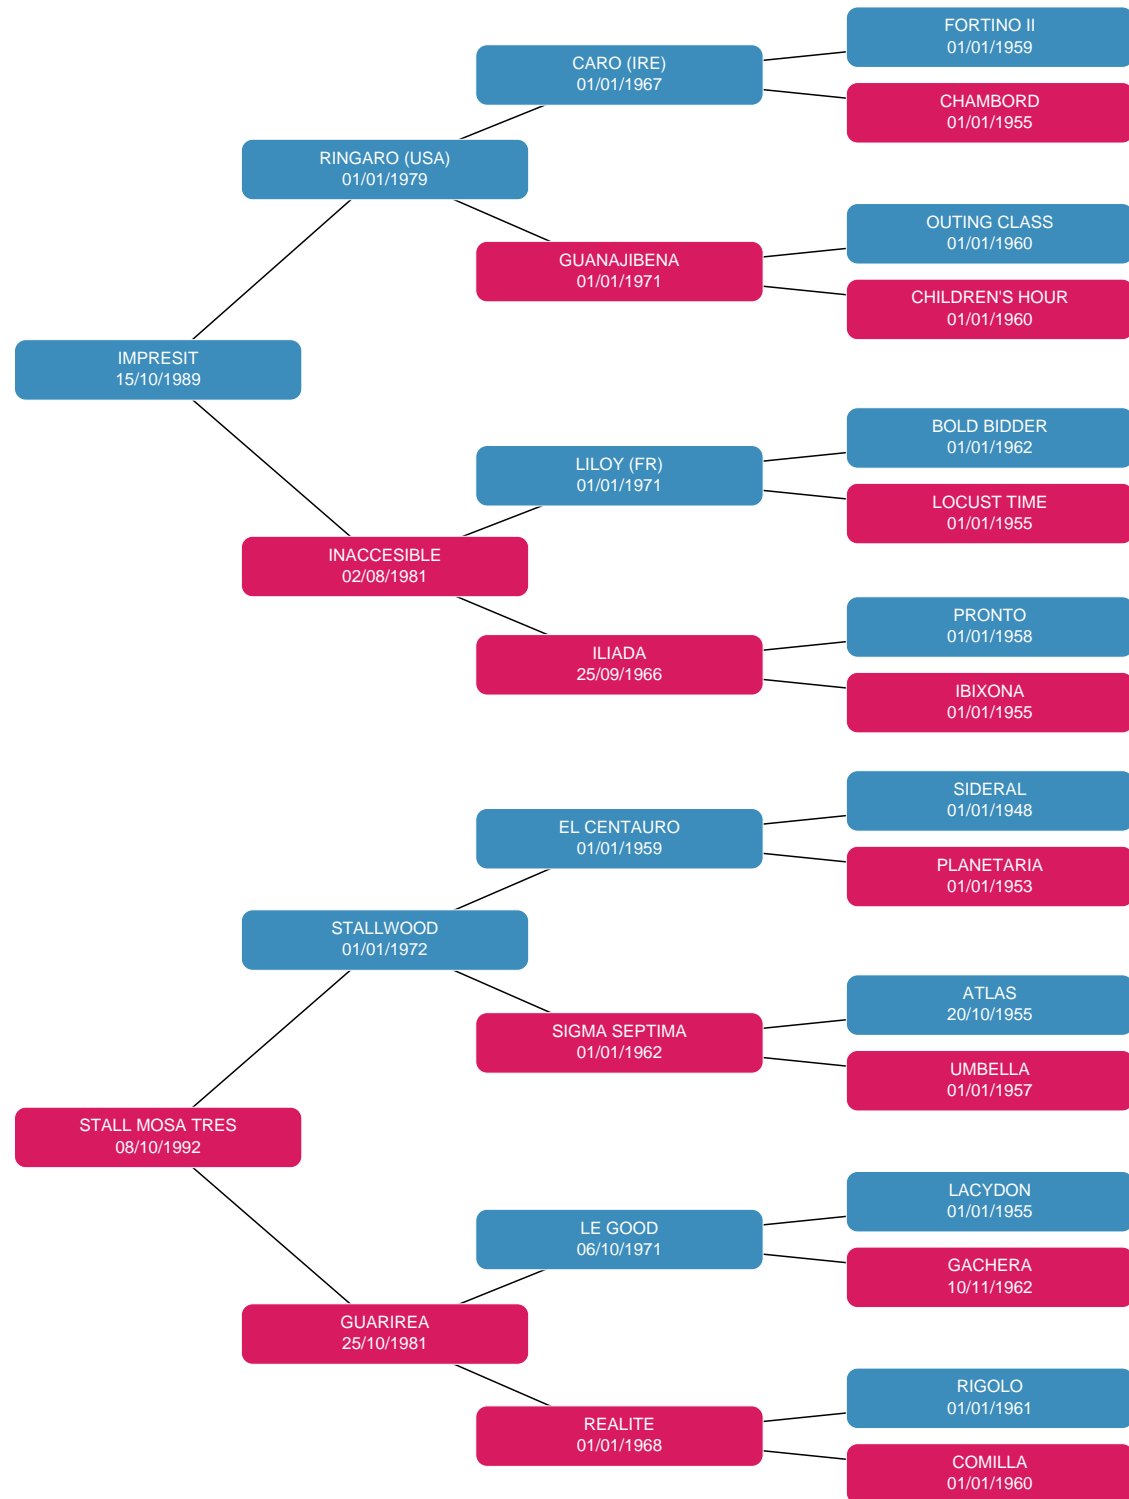 FORTINO II
01/01/1959
CARO (IRE)
01/01/1967
CHAMBORD
01/01/1955
RINGARO (USA)
01/01/1979
OUTING CLASS
01/01/1960
GUANAJIBENA
01/01/1971
CHILDREN'S HOUR
01/01/1960
IMPRESIT
15/10/1989
BOLD BIDDER
01/01/1962
LILOY (FR)
01/01/1971
LOCUST TIME
01/01/1955
INACCESIBLE
02/08/1981
PRONTO
01/01/1958
ILIADA
25/09/1966
IBIXONA
01/01/1955
SIDERAL
01/01/1948
EL CENTAURO
01/01/1959
PLANETARIA
01/01/1953
STALLWOOD
01/01/1972
ATLAS
20/10/1955
SIGMA SEPTIMA
01/01/1962
UMBELLA
01/01/1957
STALL MOSA TRES
08/10/1992
LACYDON
01/01/1955
LE GOOD
06/10/1971
GACHERA
10/11/1962
GUARIREA
25/10/1981
RIGOLO
01/01/1961
REALITE
01/01/1968
COMILLA
01/01/1960